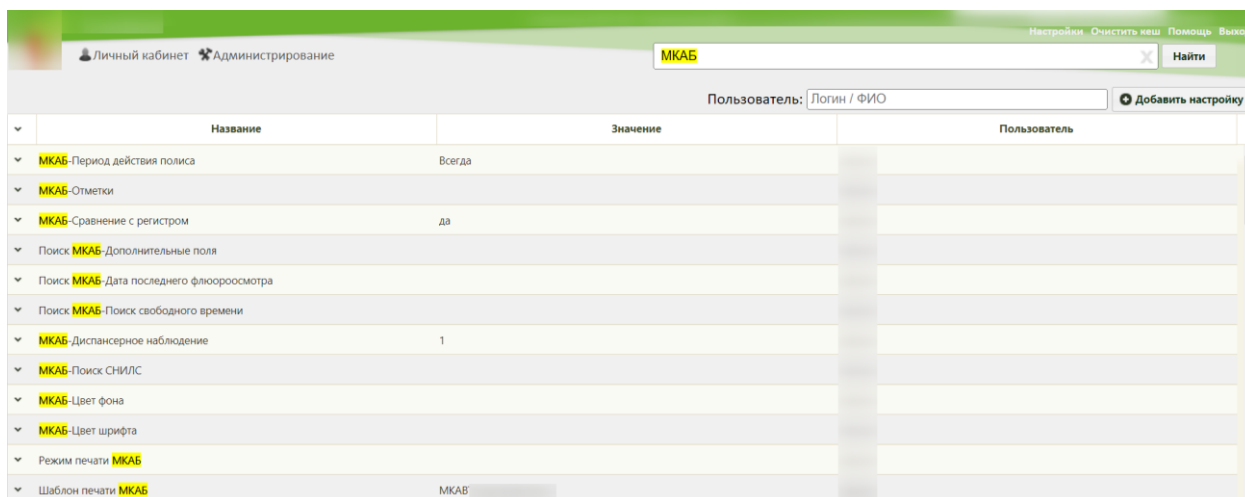 Настройки Очистить кеш Помощь
Личный кабинет Администрирование
МКАБ X Найти
Пользователь: Логин / ФИО Добавить настройку
Название Значение Пользователь
МКАБ-Период действия полиса Всегда
МКАБ-Отметки
МКАБ-Сравнение с регистром да
Поиск МКАБ-Дополнительные поля
Поиск МКАБ-Дата последнего флюороосмотра
Поиск МКАБ-Поиск свободного времени
МКАБ-Диспансерное наблюдение 1
МКАБ-Поиск СНИЛС
МКАБ-Цвет фона
МКАБ-Цвет шрифта
Режим печати МКАБ
Шаблон печати МКАБ